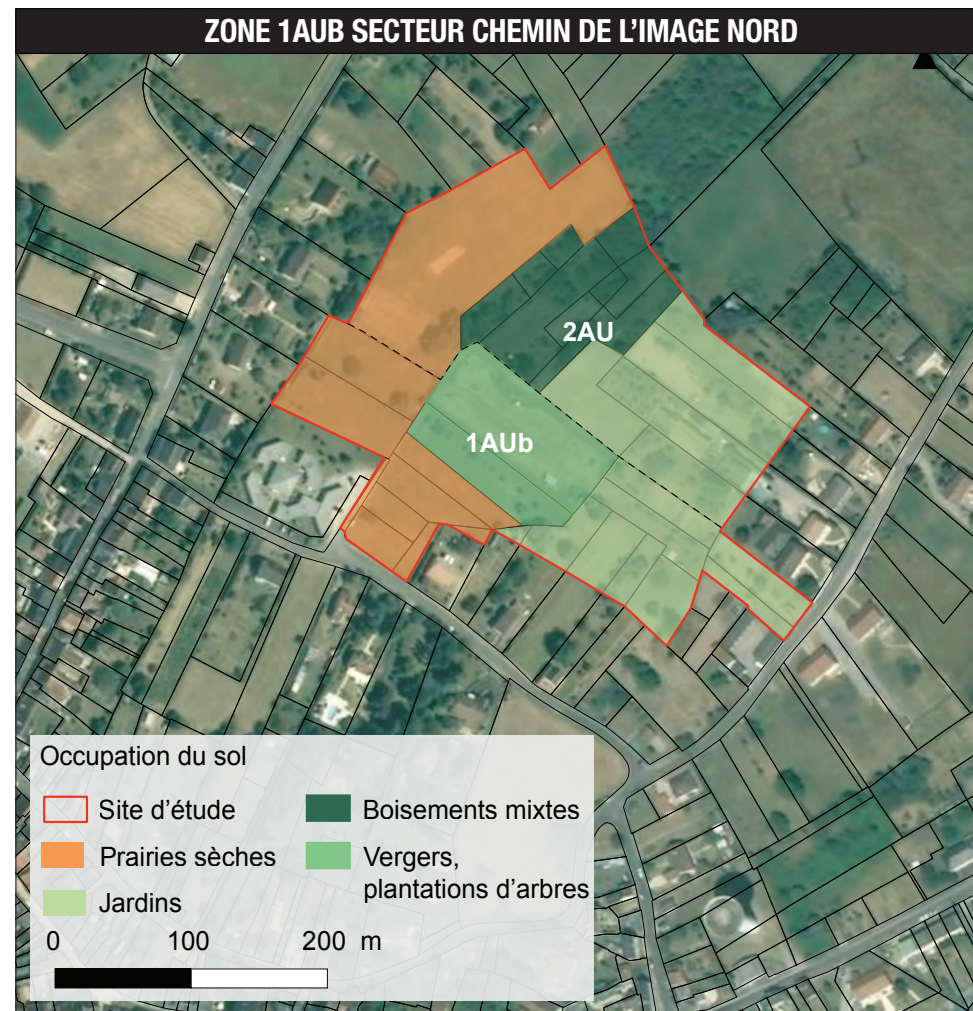 ZONE 1AUB SECTEUR CHEMIN DE L'IMAGE NORD
2AU
1AUb
Occupation du sol
Site d'étude
Boisements mixtes
Prairies sèches
Vergers,
plantations d'arbres
Jardins
0 100 200 m